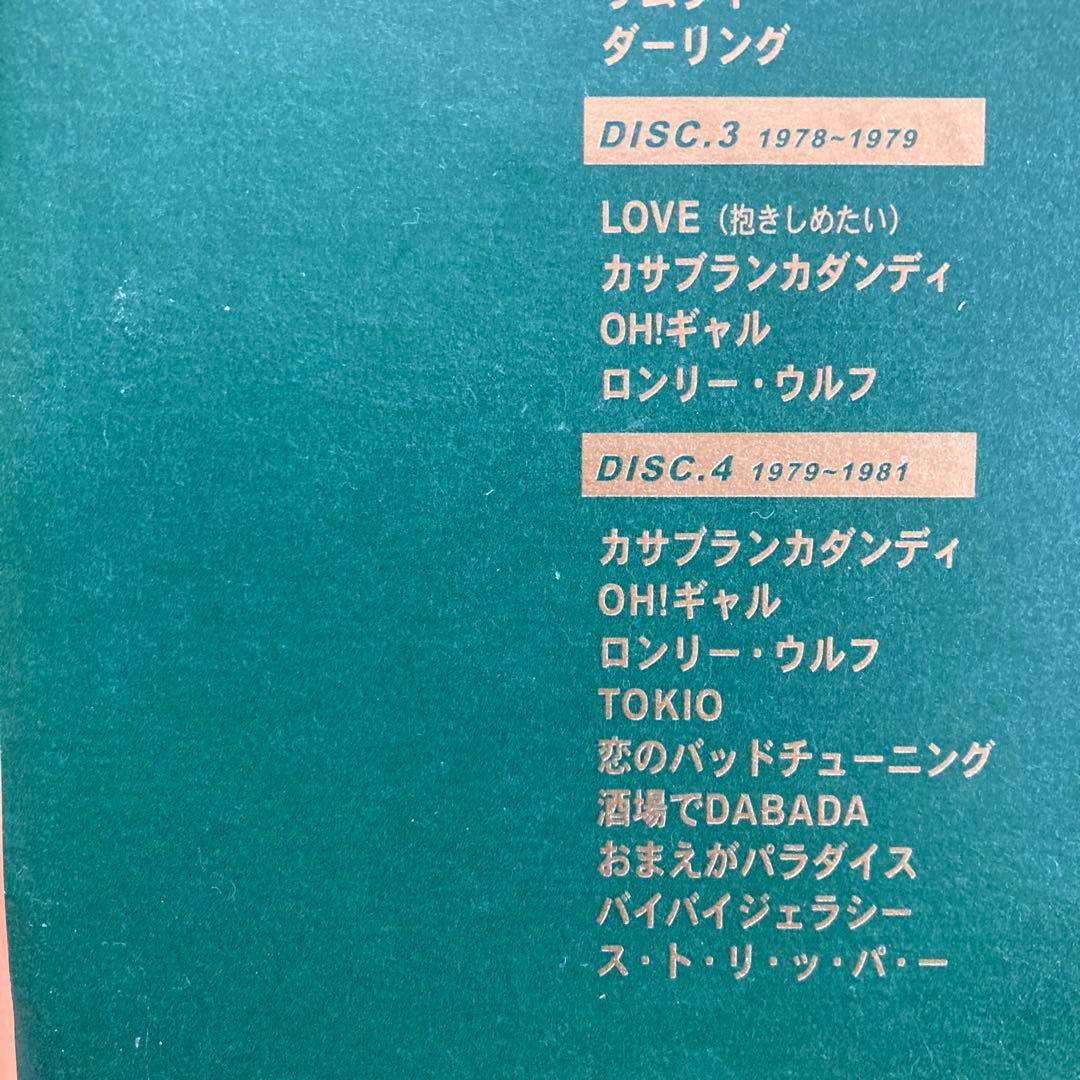 ダーリング
DISC.3 1978~1979
LOVE（抱きしめたい）
カサブランカダンディ
OH!ギャル
ロンリー・ウルフ
DISC.4 1979~1981
カサブランカダンディ
OH!ギャル
ロンリー・ウルフ
TOKIO
恋のバッドチューニング
酒場でDABADA
おまえがパラダイス
バイバイジェラシー
ス・ト・リ・ッ・パ・ー